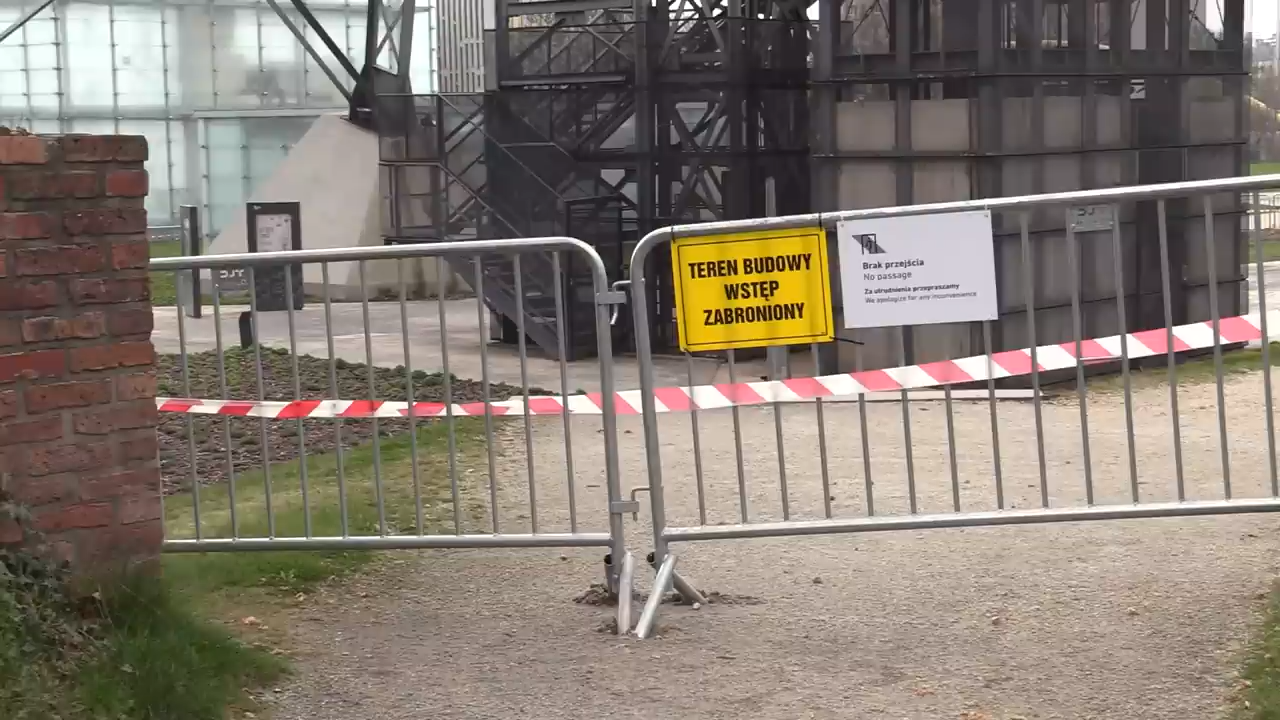 TEREN BUDOWY
WSTĘP
ZABRONIONY
Brak przejścia
No passage
Za utrudnienia przepraszamy
We apologize for any inconvenience